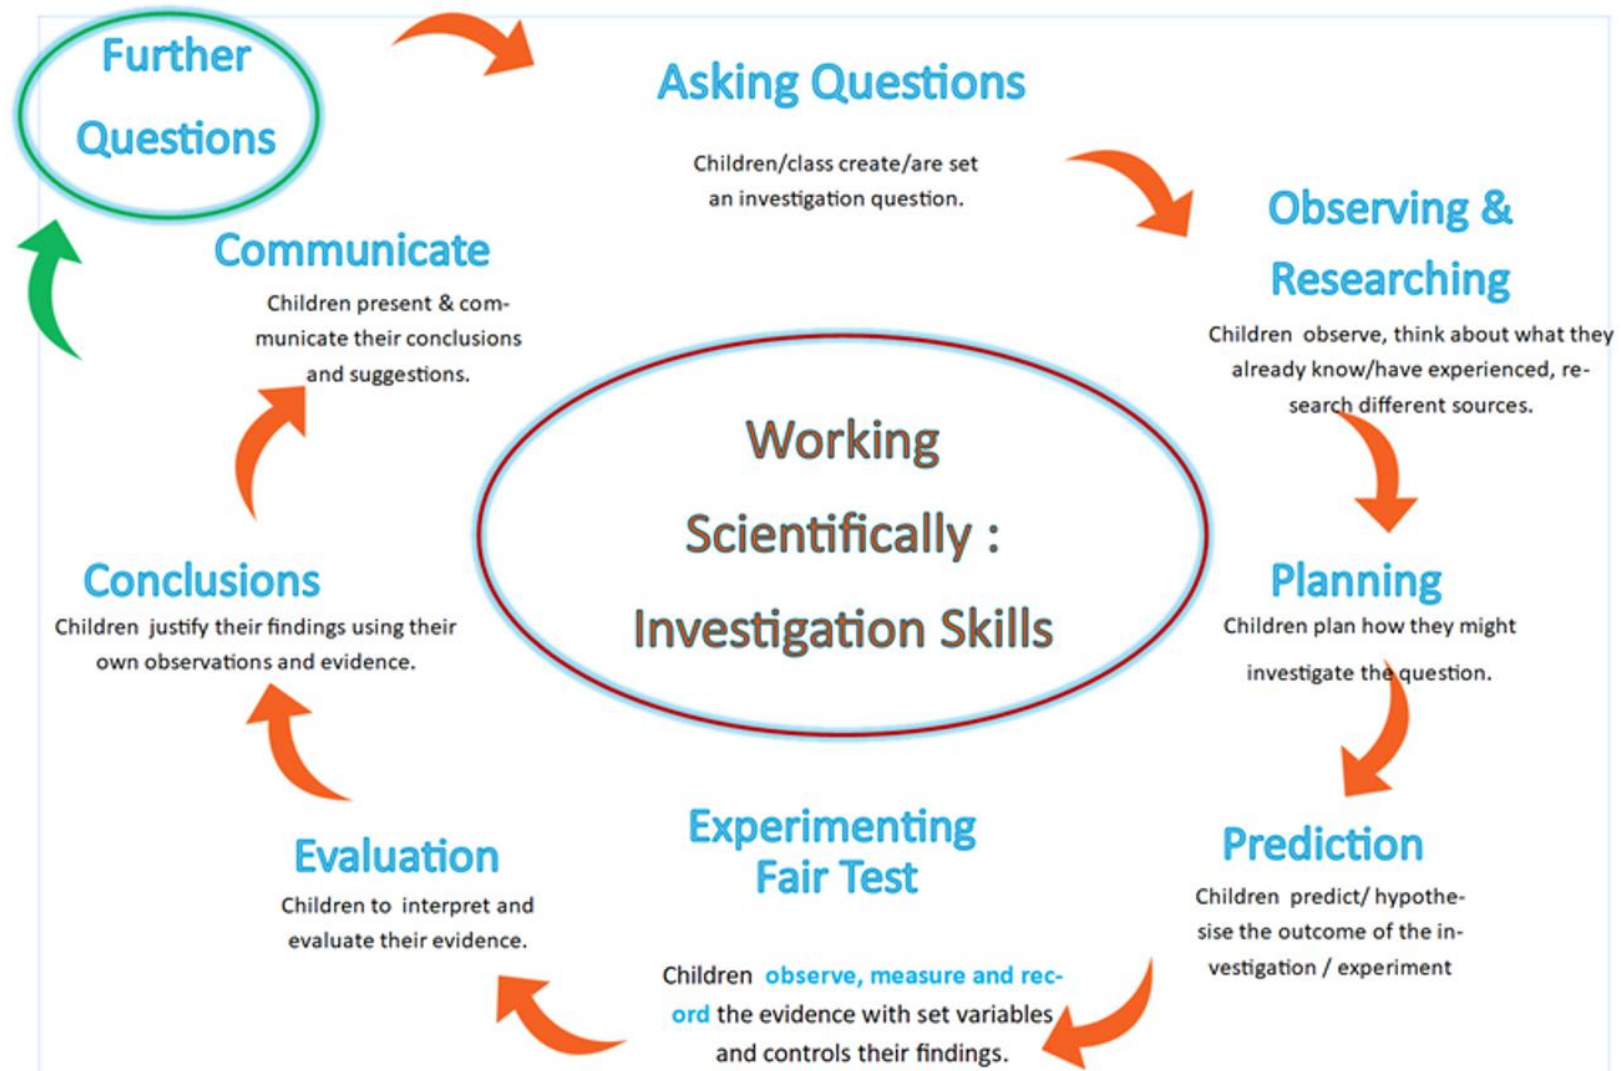 Further
Questions
Asking Questions
Children/class create/are set
an investigation question.
Observing &
Researching
Children observe, think about what they
already know/have experienced, re-
search different sources.
Planning
Children plan how they might
investigate the question.
Prediction
Children predict/ hypothe-
sise the outcome of the in-
vestigation / experiment
Experimenting
Fair Test
Children observe, measure and rec-
ord the evidence with set variables
and controls their findings.
Evaluation
Children to interpret and
evaluate their evidence.
Conclusions
Children justify their findings using their
own observations and evidence.
Communicate
Children present & com-
municate their conclusions
and suggestions.
Working
Scientifically :
Investigation Skills